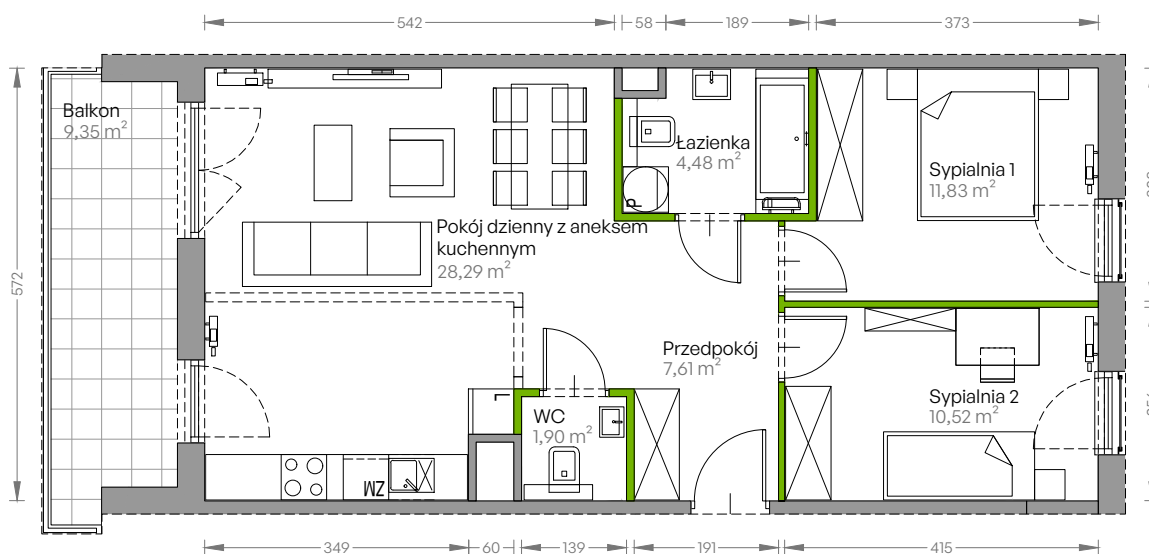 542
58
189
373
Balkon
9,35 m²
Łazienka
4,48 m²
Sypialnia 1
11,83 m²
P
Pokój dzienny z aneksem
kuchennym
28,29 m²
572
Przedpokój
7,61 m²
L
WC
1,90 m²
Sypialnia 2
10,52 m²
ZM
349
60
139
191
415